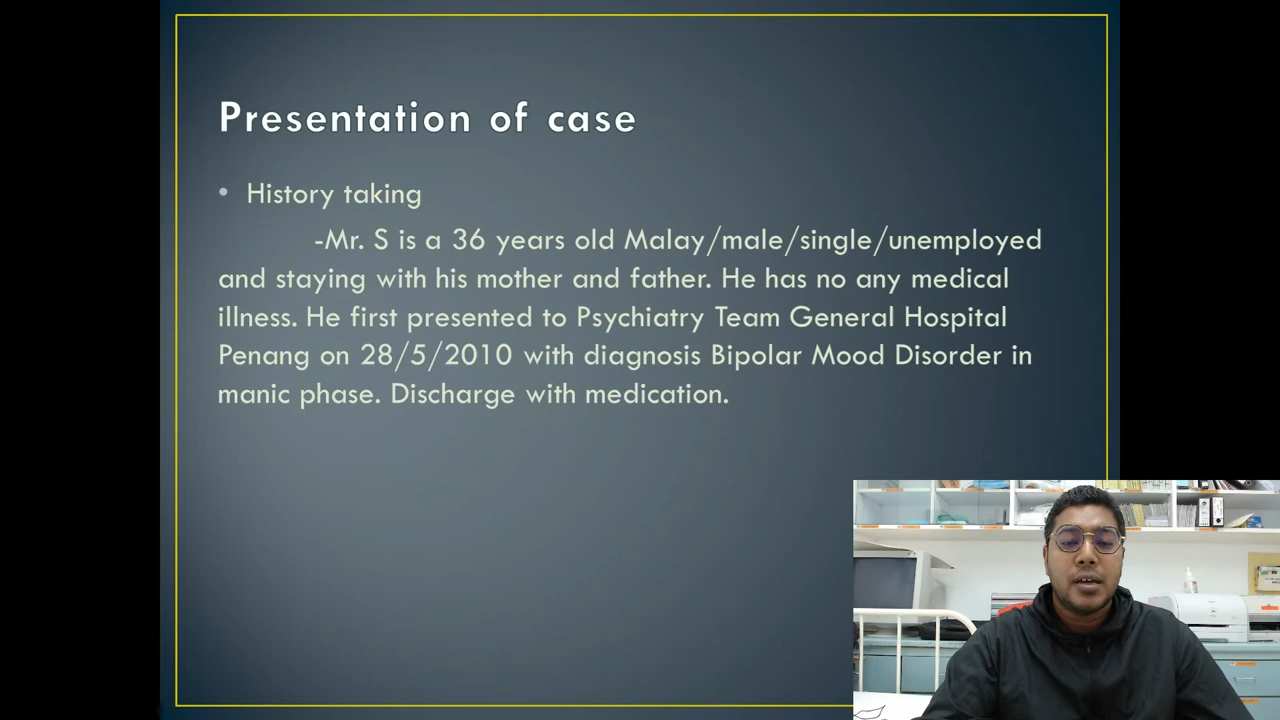 Presentation of case
• History taking
-Mr. S is a 36 years old Malay/male/single/unemployed
and staying with his mother and father. He has no any medical
illness. He first presented to Psychiatry Team General Hospital
Penang on 28/5/2010 with diagnosis Bipolar Mood Disorder in
manic phase. Discharge with medication.